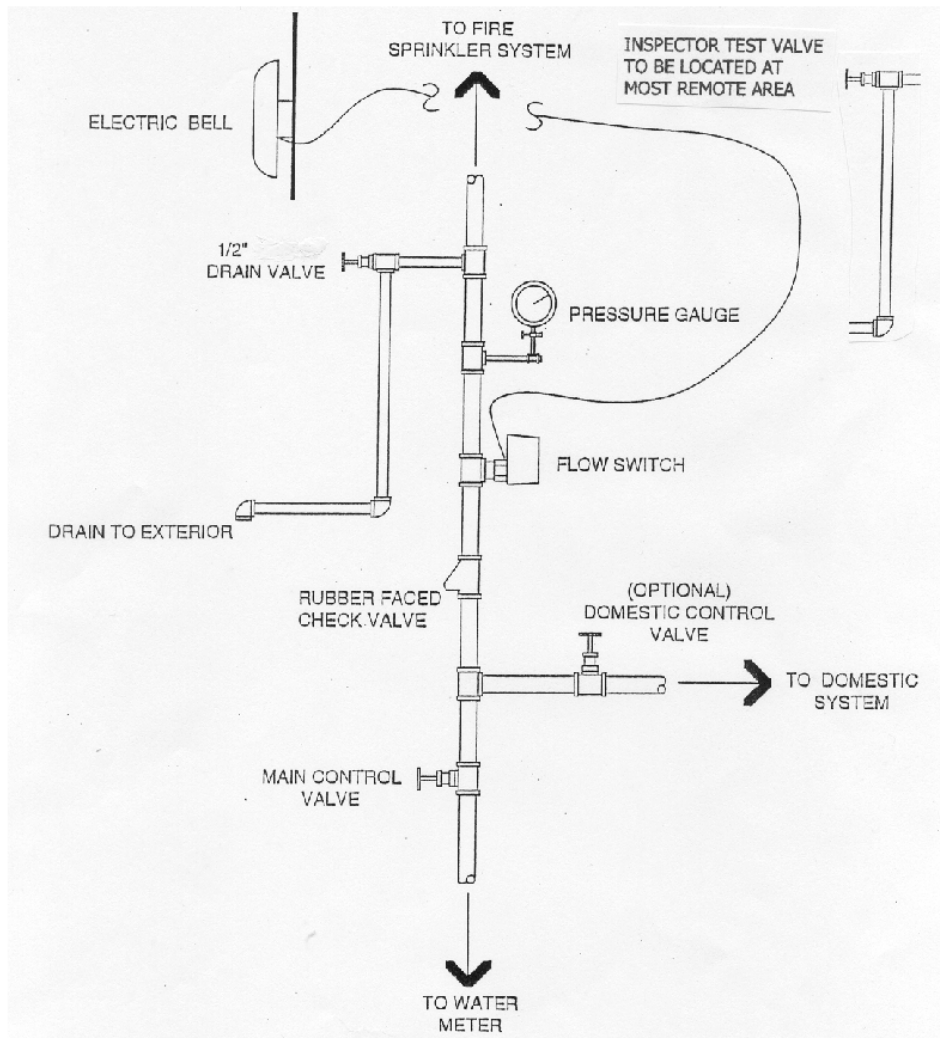 TO FIRE
SPRINKLER SYSTEM
INSPECTOR TEST VALVE
TO BE LOCATED AT
MOST REMOTE AREA
ELECTRIC BELL
1/2"
DRAIN VALVE
PRESSURE GAUGE
FLOW SWITCH
DRAIN TO EXTERIOR
RUBBER FACED
CHECK VALVE
(OPTIONAL)
DOMESTIC CONTROL
VALVE
TO DOMESTIC
SYSTEM
MAIN CONTROL
VALVE
TO WATER
METER